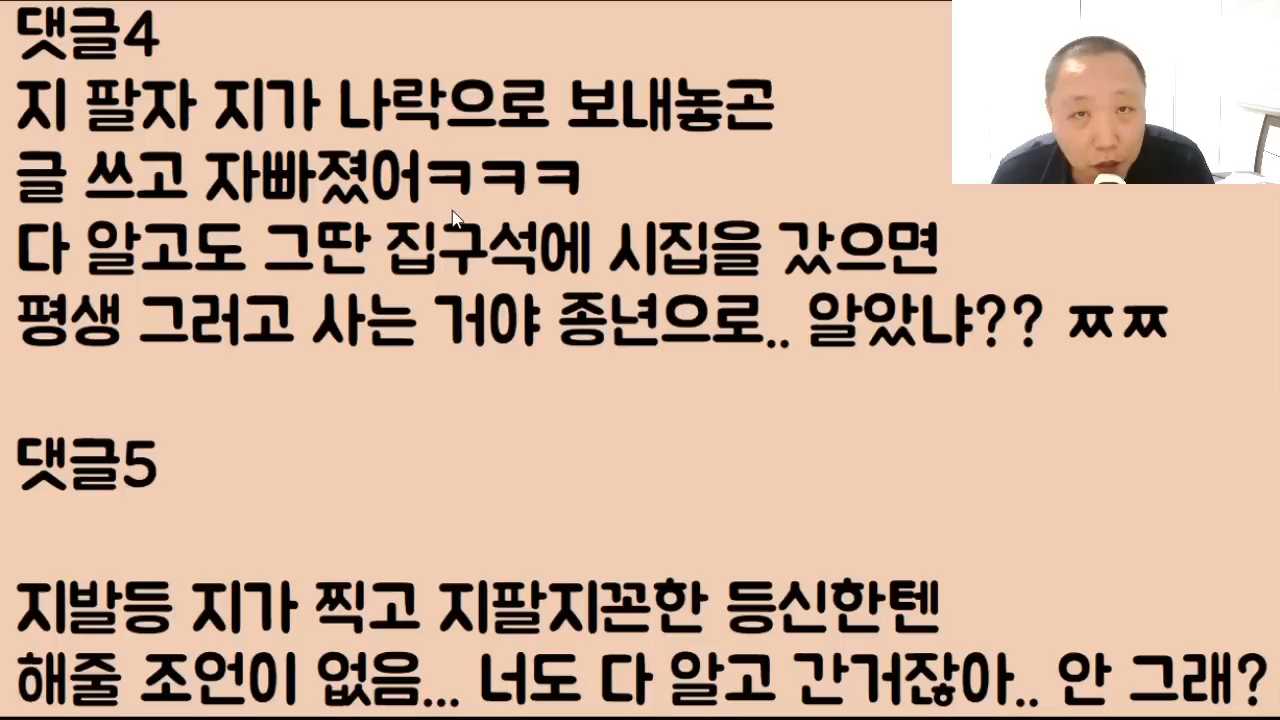 댓글4
지 팔자 지가 나락으로 보내놓곤
글 쓰고 자빠졌어ㅋㅋㅋ
다 알고도 그딴 집구석에 시집을 갔으면
평생 그러고 사는 거야 종년으로.. 알았냐?? ㅉㅉ
댓글5
지발등 지가 찍고 지팔지꼰한 등신한텐
해줄 조언이 없음... 너도 다 알고 간거잖아.. 안 그래?